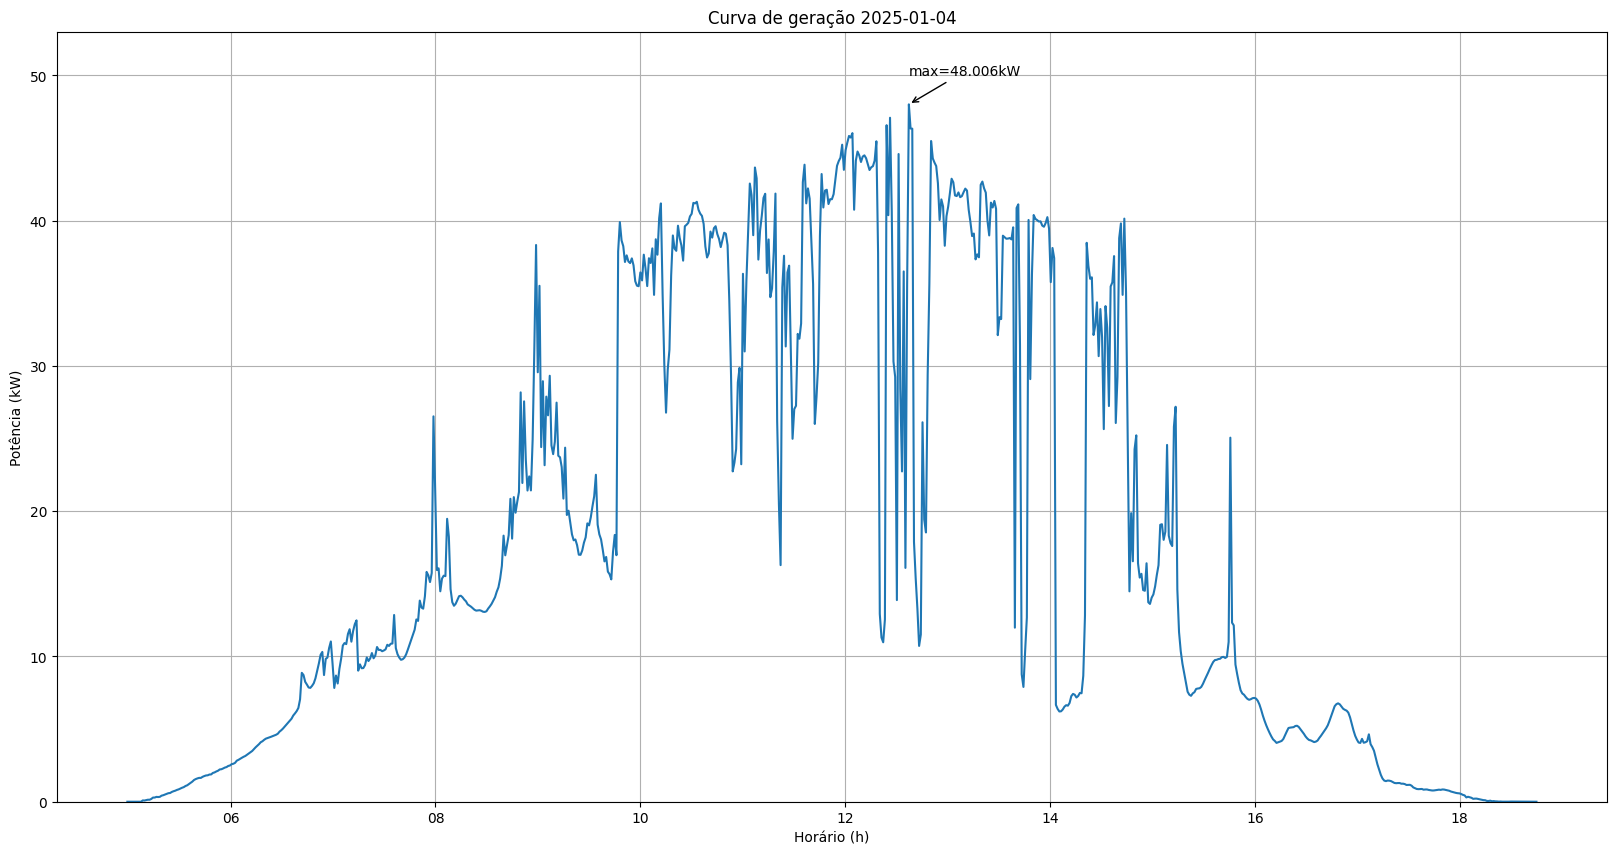 Curva de geração 2025-01-04
max=48.006kW
Potência (kW)
50
40
30
20
10
0
06 08 10 12 14 16 18
Horário (h)